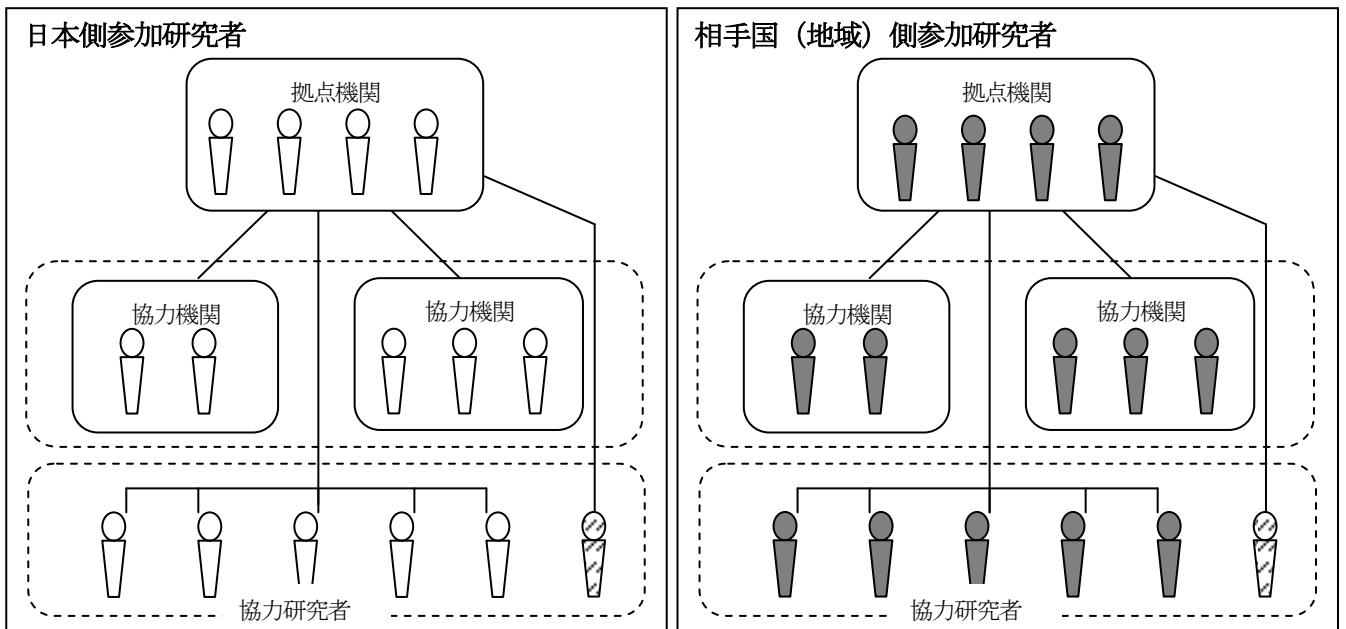 日本側参加研究者
拠点機関
協力機関
協力機関
協力研究者
相手国（地域）側参加研究者
拠点機関
協力機関
協力機関
協力研究者